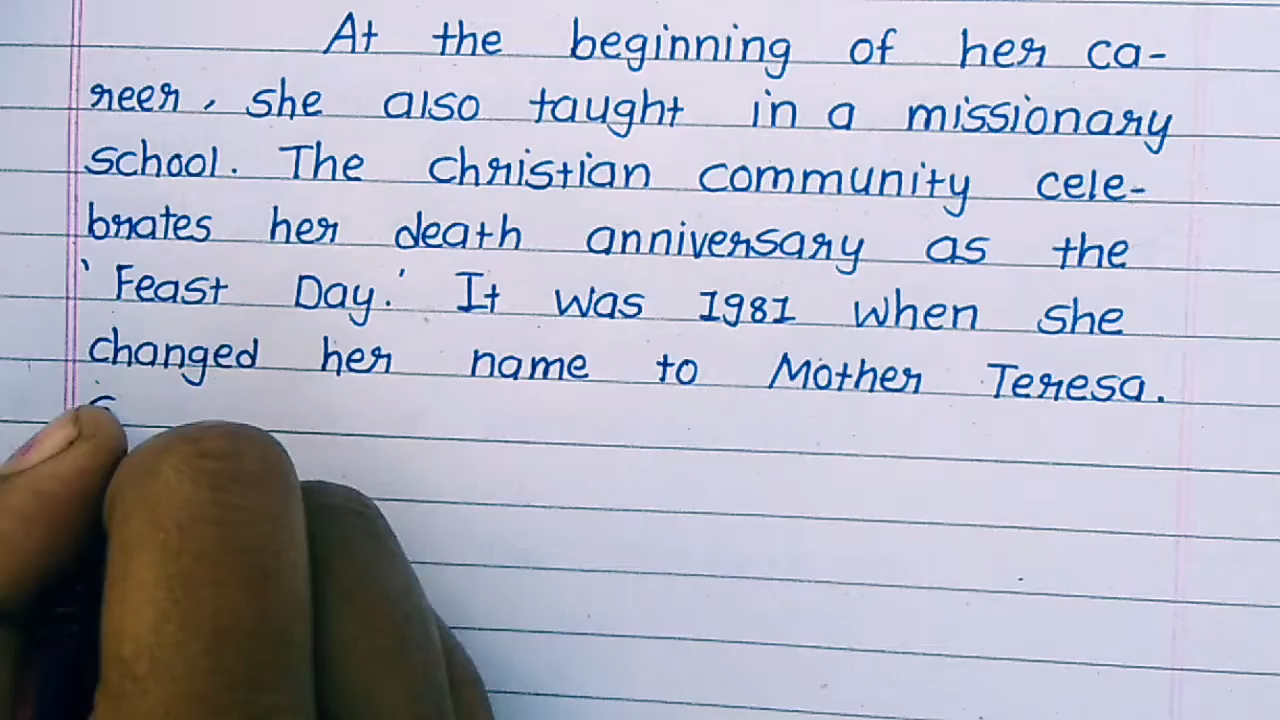 At the beginning of her ca-
reer, she also taught in a missionary
school. The Christian community cele-
brates her death anniversary as the
'Feast Day.' It was 1981 when she
changed her name to Mother Teresa.